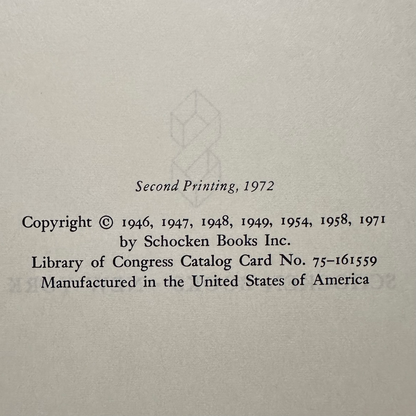 Second Printing, 1972
Copyright © 1946, 1947, 1948, 1949, 1954, 1958, 1971
by Schocken Books Inc.
Library of Congress Catalog Card No. 75–161559
Manufactured in the United States of America